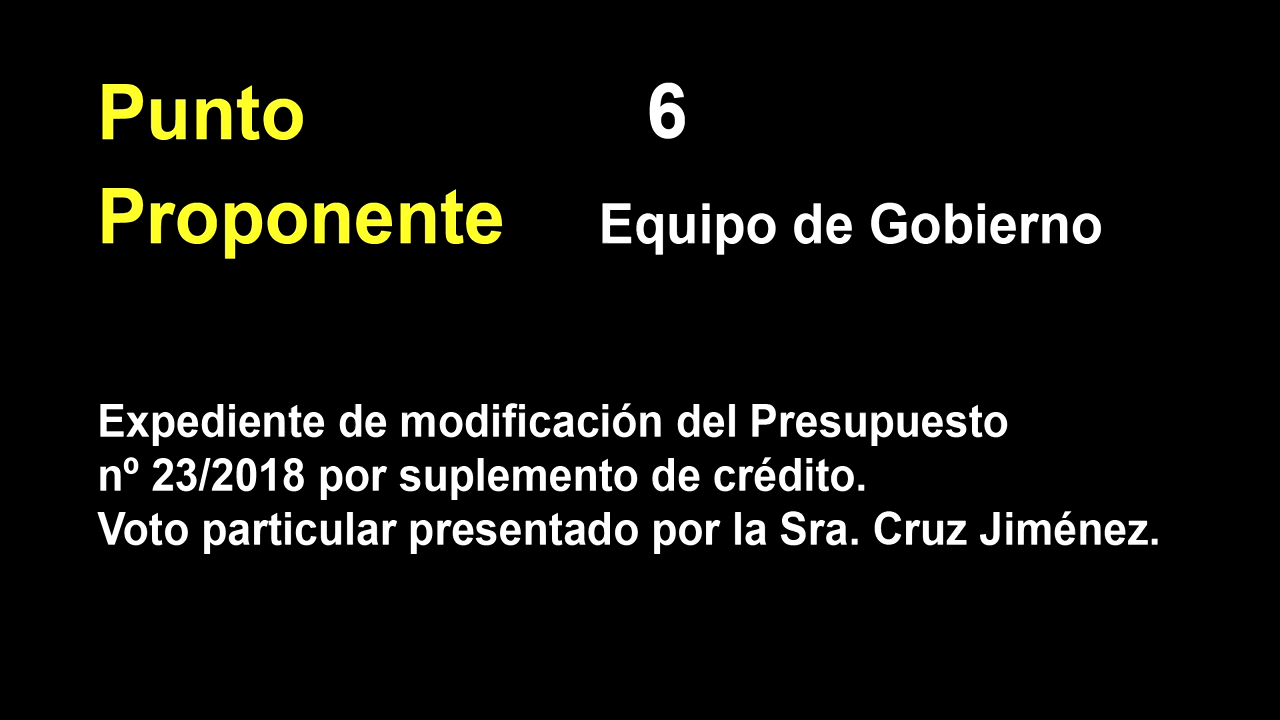 Punto 6
Proponente Equipo de Gobierno
Expediente de modificación del Presupuesto
nº 23/2018 por suplemento de crédito.
Voto particular presentado por la Sra. Cruz Jiménez.